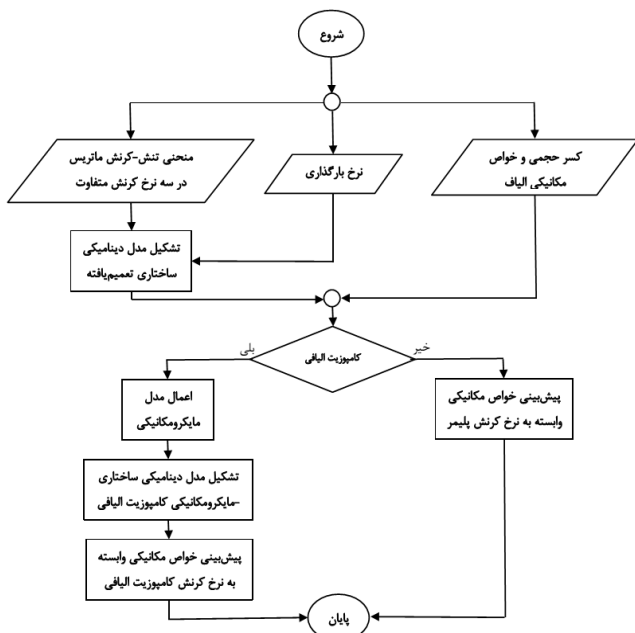 شروع
کسر حجمی و خواص
مکانیکی الیاف
نرخ بارگذاری
منحنی تنش-کرنش ماتریس
در سه نرخ کرنش متفاوت
تشکیل مدل دینامیکی
ساختاری تعمیم‌یافته
کامپوزیت الیافی
خیر
بلی
پیش‌بینی خواص مکانیکی
وابسته به نرخ کرنش پلیمر
اعمال مدل
مایکرومکانیکی
تشکیل مدل دینامیکی ساختاری
-مایکرومکانیکی کامپوزیت الیافی
پیش‌بینی خواص مکانیکی وابسته
به نرخ کرنش کامپوزیت الیافی
پایان